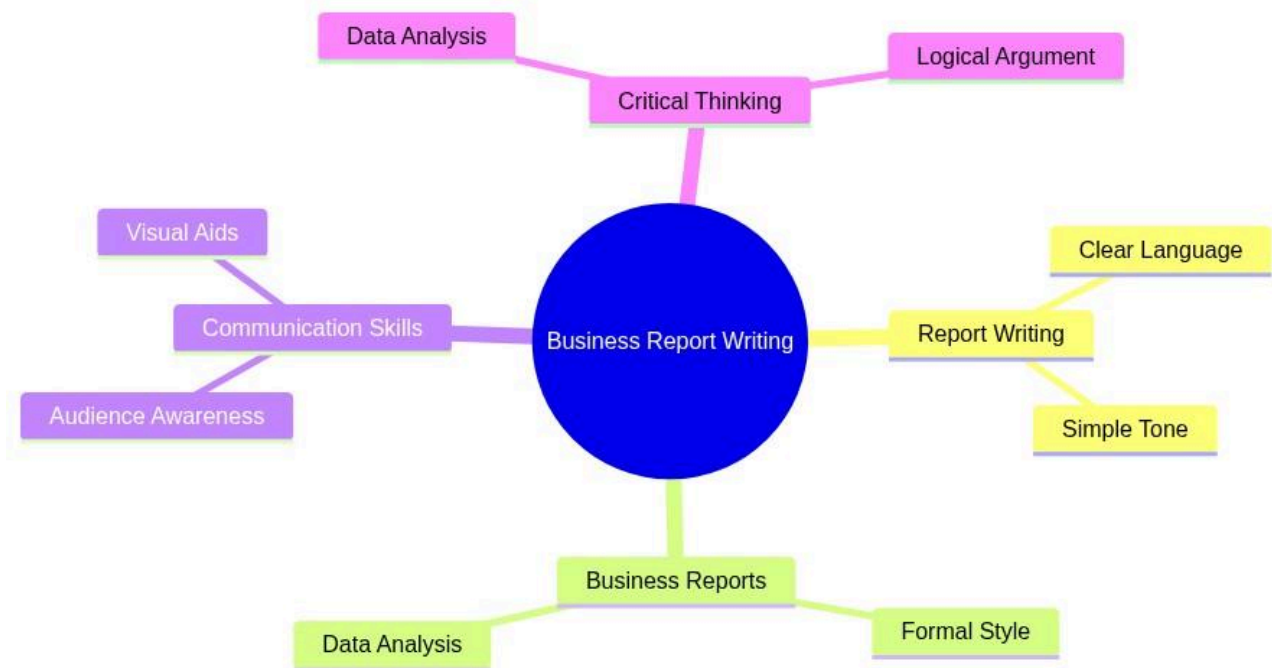 Data Analysis
Logical Argument
Critical Thinking
Visual Aids
Clear Language
Communication Skills
Business Report Writing
Report Writing
Audience Awareness
Simple Tone
Business Reports
Data Analysis
Formal Style